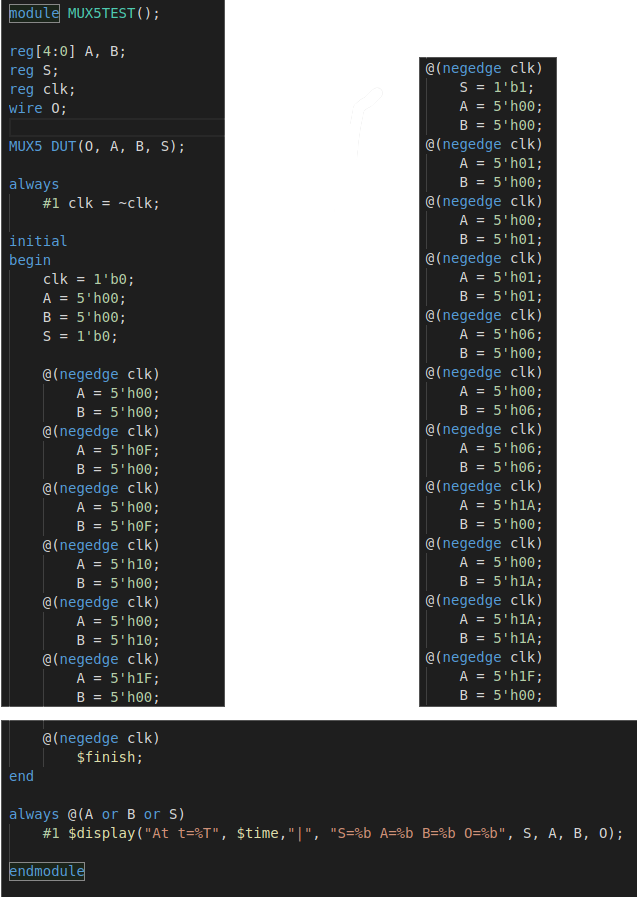 module MUX5TEST();
reg[4:0] A, B;
reg S;
reg clk;
wire O;
MUX5 DUT(O, A, B, S);
always
#1 clk = ~clk;
initial
begin
clk = 1'b0;
A = 5'h00;
B = 5'h00;
S = 1'b0;
@(negedge clk)
A = 5'h00;
B = 5'h00;
@(negedge clk)
A = 5'h0F;
B = 5'h00;
@(negedge clk)
A = 5'h00;
B = 5'h0F;
@(negedge clk)
A = 5'h10;
B = 5'h00;
@(negedge clk)
A = 5'h00;
B = 5'h10;
@(negedge clk)
A = 5'h1F;
B = 5'h00;
@(negedge clk)
S = 1'b1;
A = 5'h00;
B = 5'h00;
@(negedge clk)
A = 5'h01;
B = 5'h00;
@(negedge clk)
A = 5'h00;
B = 5'h01;
@(negedge clk)
A = 5'h01;
B = 5'h01;
@(negedge clk)
A = 5'h06;
B = 5'h00;
@(negedge clk)
A = 5'h00;
B = 5'h06;
@(negedge clk)
A = 5'h06;
B = 5'h06;
@(negedge clk)
A = 5'h1A;
B = 5'h00;
@(negedge clk)
A = 5'h00;
B = 5'h1A;
@(negedge clk)
A = 5'h1A;
B = 5'h1A;
@(negedge clk)
A = 5'h1F;
B = 5'h00;
@(negedge clk)
$finish;
end
always @(A or B or S)
#1 $display("At t=%T", $time,"|", "S=%b A=%b B=%b O=%b", S, A, B, O);
endmodule